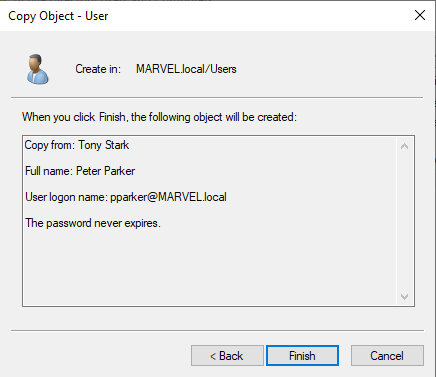 Copy Object - User
Create in: MARVEL.local/Users
When you click Finish, the following object will be created:
Copy from: Tony Stark
Full name: Peter Parker
User logon name: pparker@MARVEL.local
The password never expires.
< Back Finish Cancel